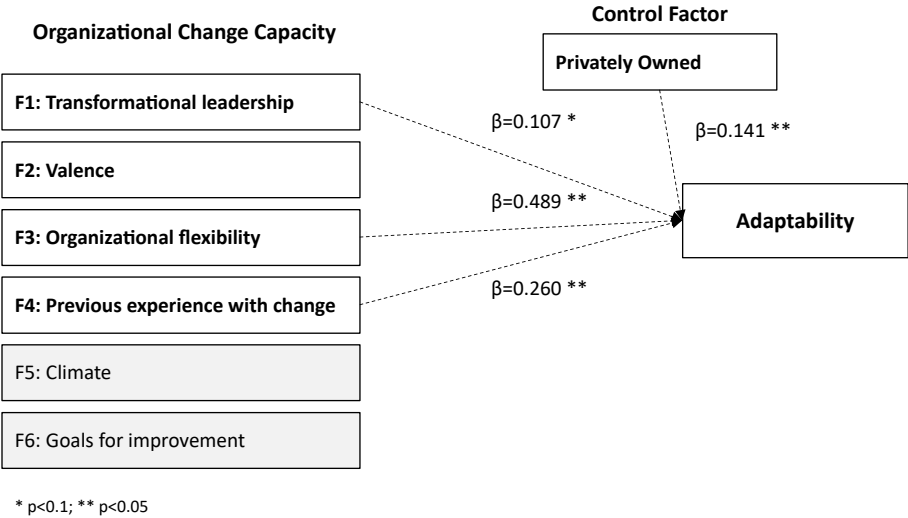 Organizational Change Capacity
Control Factor
Privately Owned
F1: Transformational leadership
F2: Valence
F3: Organizational flexibility
F4: Previous experience with change
F5: Climate
F6: Goals for improvement
β=0.107 *
β=0.141 **
β=0.489 **
β=0.260 **
Adaptability
* p<0.1; ** p<0.05